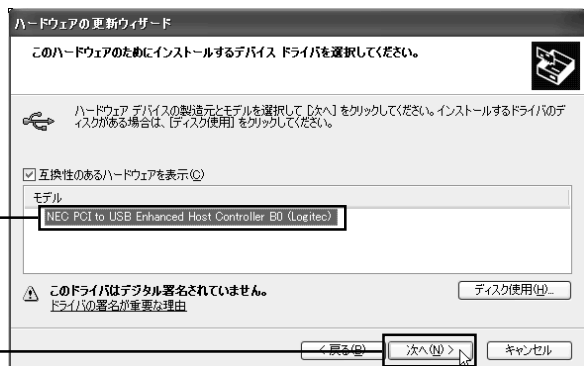 ハードウェアの更新ウィザード
このハードウェアのためにインストールするデバイス ドライバを選択してください。
ハードウェア デバイスの製造元とモデルを選択して [次へ] をクリックしてください。インストールするドライバのデ
ィスクがある場合は、[ディスク使用] をクリックしてください。
互換性のあるハードウェアを表示(C)
モデル
NEC PCI to USB Enhanced Host Controller B0 (Logitec)
このドライバはデジタル署名されていません。
ディスク使用(H)...
ドライバの署名が重要な理由
< 戻る(B)
次へ(N) >
キャンセル